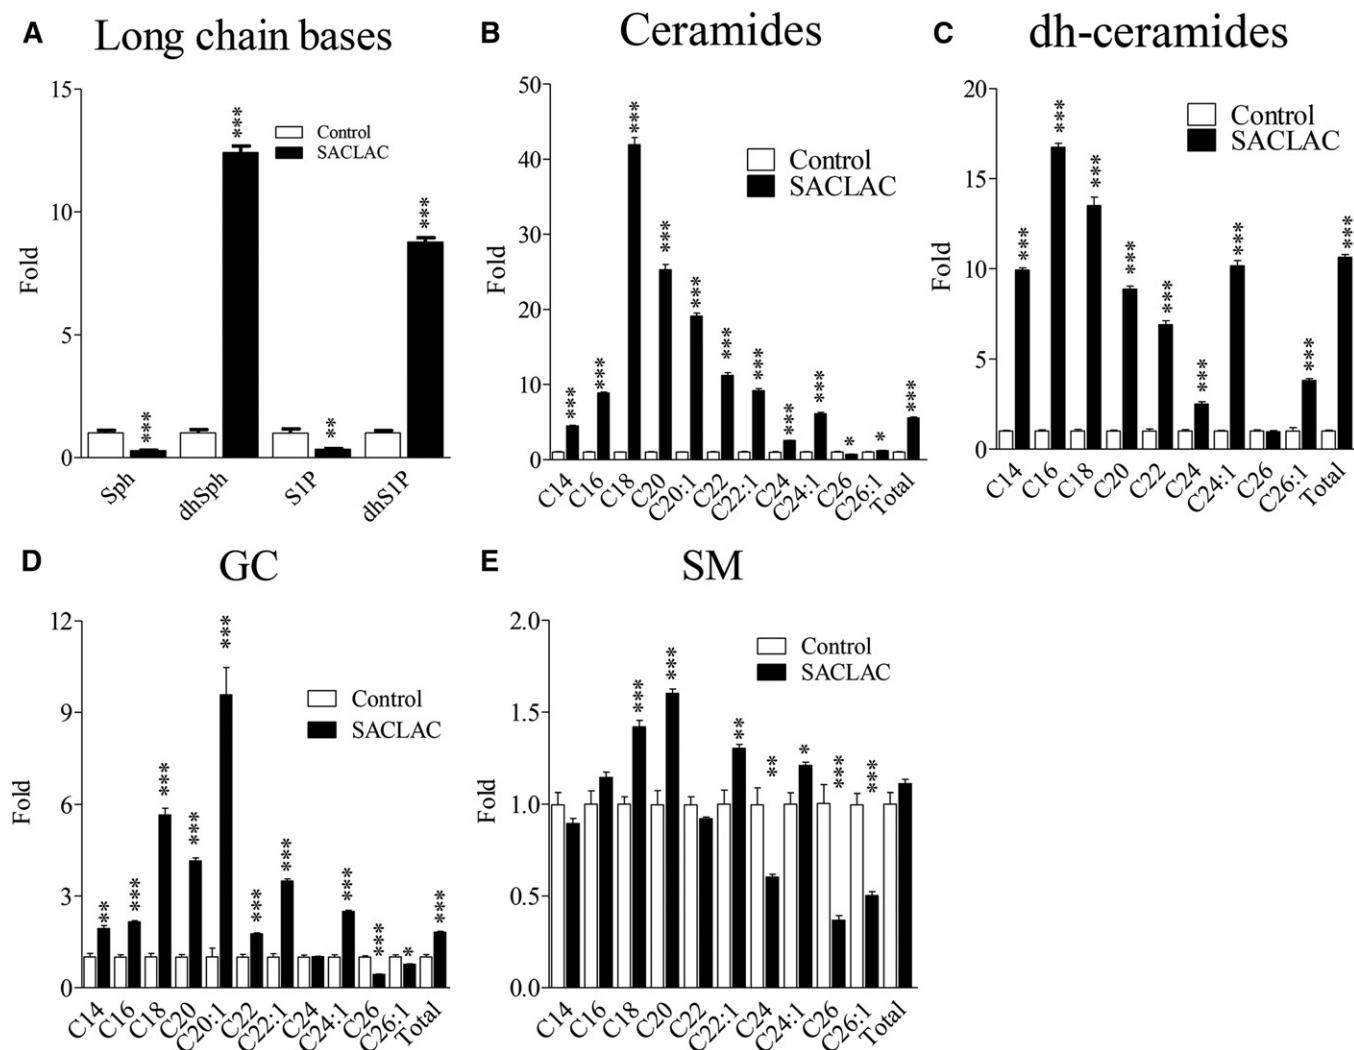 A
Long chain bases
15
10
5
0
Fold
Control
SACLAC
***
***
**
***
Sph
dhSph
S1P
dhS1P
B
Ceramides
50
40
30
20
10
0
Fold
Control
SACLAC
***
***
***
***
***
***
***
***
***
*
*
***
C14
C16
C18
C20
C20:1
C22
C22:1
C24
C24:1
C26
C26:1
Total
C
dh-ceramides
20
15
10
5
0
Fold
Control
SACLAC
***
***
***
***
***
***
***
***
***
C14
C16
C18
C20
C22
C24
C24:1
C26
C26:1
Total
D
GC
12
9
6
3
0
Fold
Control
SACLAC
**
***
***
***
***
***
***
***
***
*
***
C14
C16
C18
C20
C20:1
C22
C22:1
C24
C24:1
C26
C26:1
Total
E
SM
2.0
1.5
1.0
0.5
0.0
Fold
Control
SACLAC
***
***
**
**
*
***
***
C14
C16
C18
C20
C22
C22:1
C24
C24:1
C26
C26:1
Total